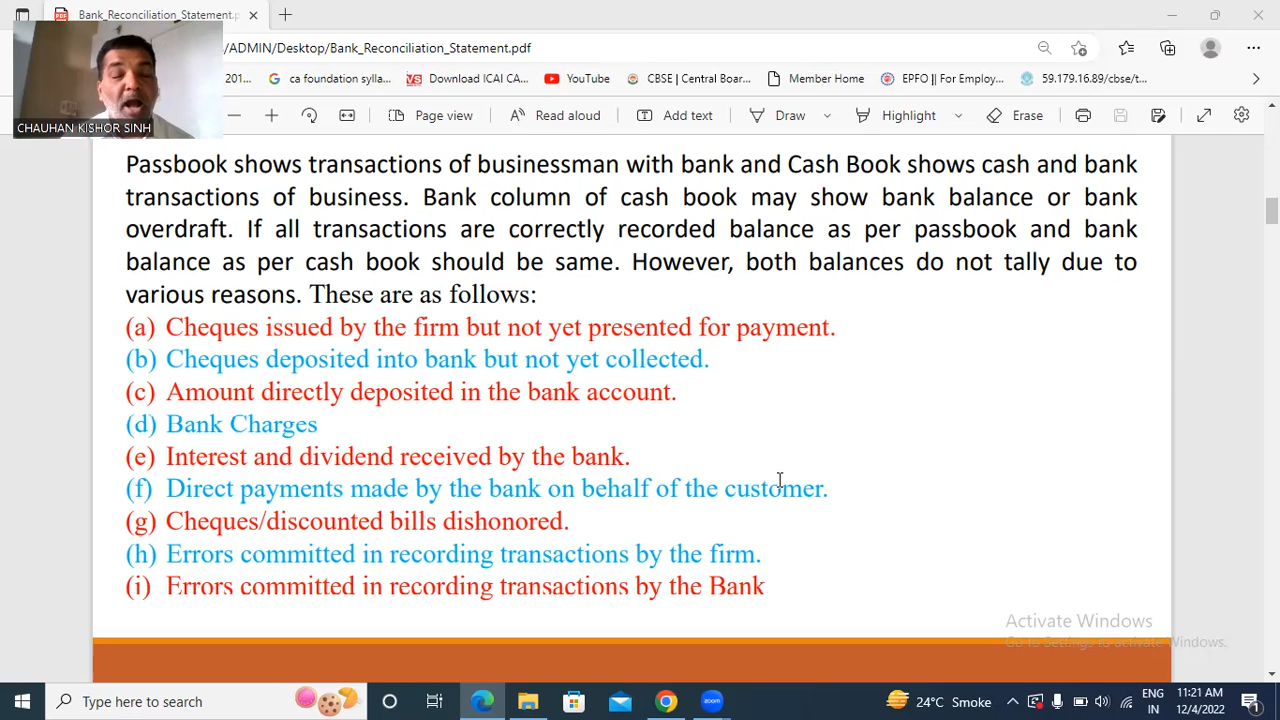 Bank_Reconciliation_Statement.p
/ADMIN/Desktop/Bank_Reconciliation_Statement.pdf
201...
ca foundation sylla...
Download ICAI CA...
YouTube
CBSE | Central Boar...
Member Home
EPFO || For Employ...
59.179.16.89/cbse/t...
CHAUHAN KISHOR SINH
Page view
Read aloud
Add text
Draw
Highlight
Erase
Passbook shows transactions of businessman with bank and Cash Book shows cash and bank
transactions of business. Bank column of cash book may show bank balance or bank
overdraft. If all transactions are correctly recorded balance as per passbook and bank
balance as per cash book should be same. However, both balances do not tally due to
various reasons. These are as follows:
(a) Cheques issued by the firm but not yet presented for payment.
(b) Cheques deposited into bank but not yet collected.
(c) Amount directly deposited in the bank account.
(d) Bank Charges
(e) Interest and dividend received by the bank.
(f) Direct payments made by the bank on behalf of the customer.
(g) Cheques/discounted bills dishonored.
(h) Errors committed in recording transactions by the firm.
(i) Errors committed in recording transactions by the Bank
Activate Windows
Go to Settings to activate Windows.
Type here to search
zoom
24°C Smoke
ENG
IN
11:21 AM
12/4/2022
1